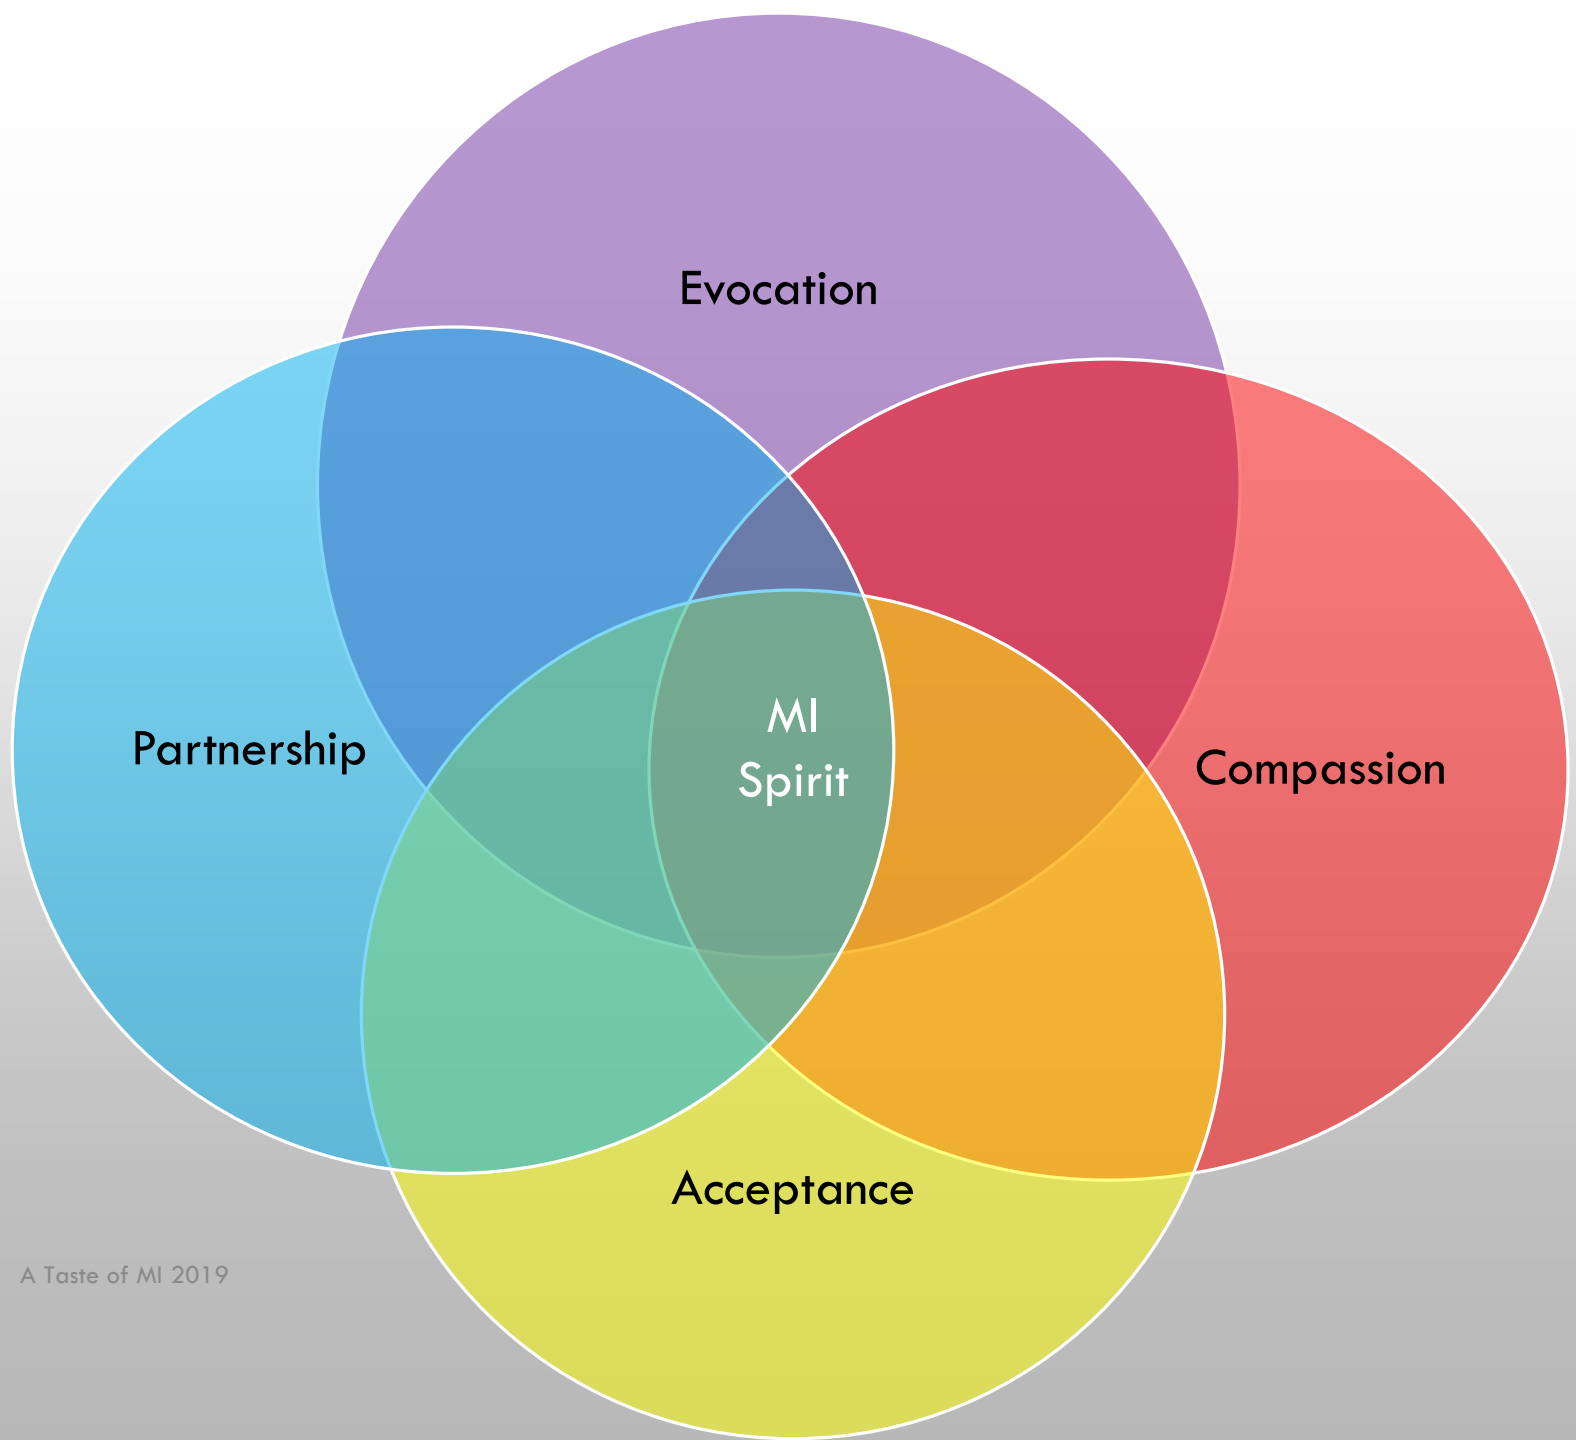 Evocation
Partnership
MI
Spirit
Compassion
Acceptance
A Taste of MI 2019